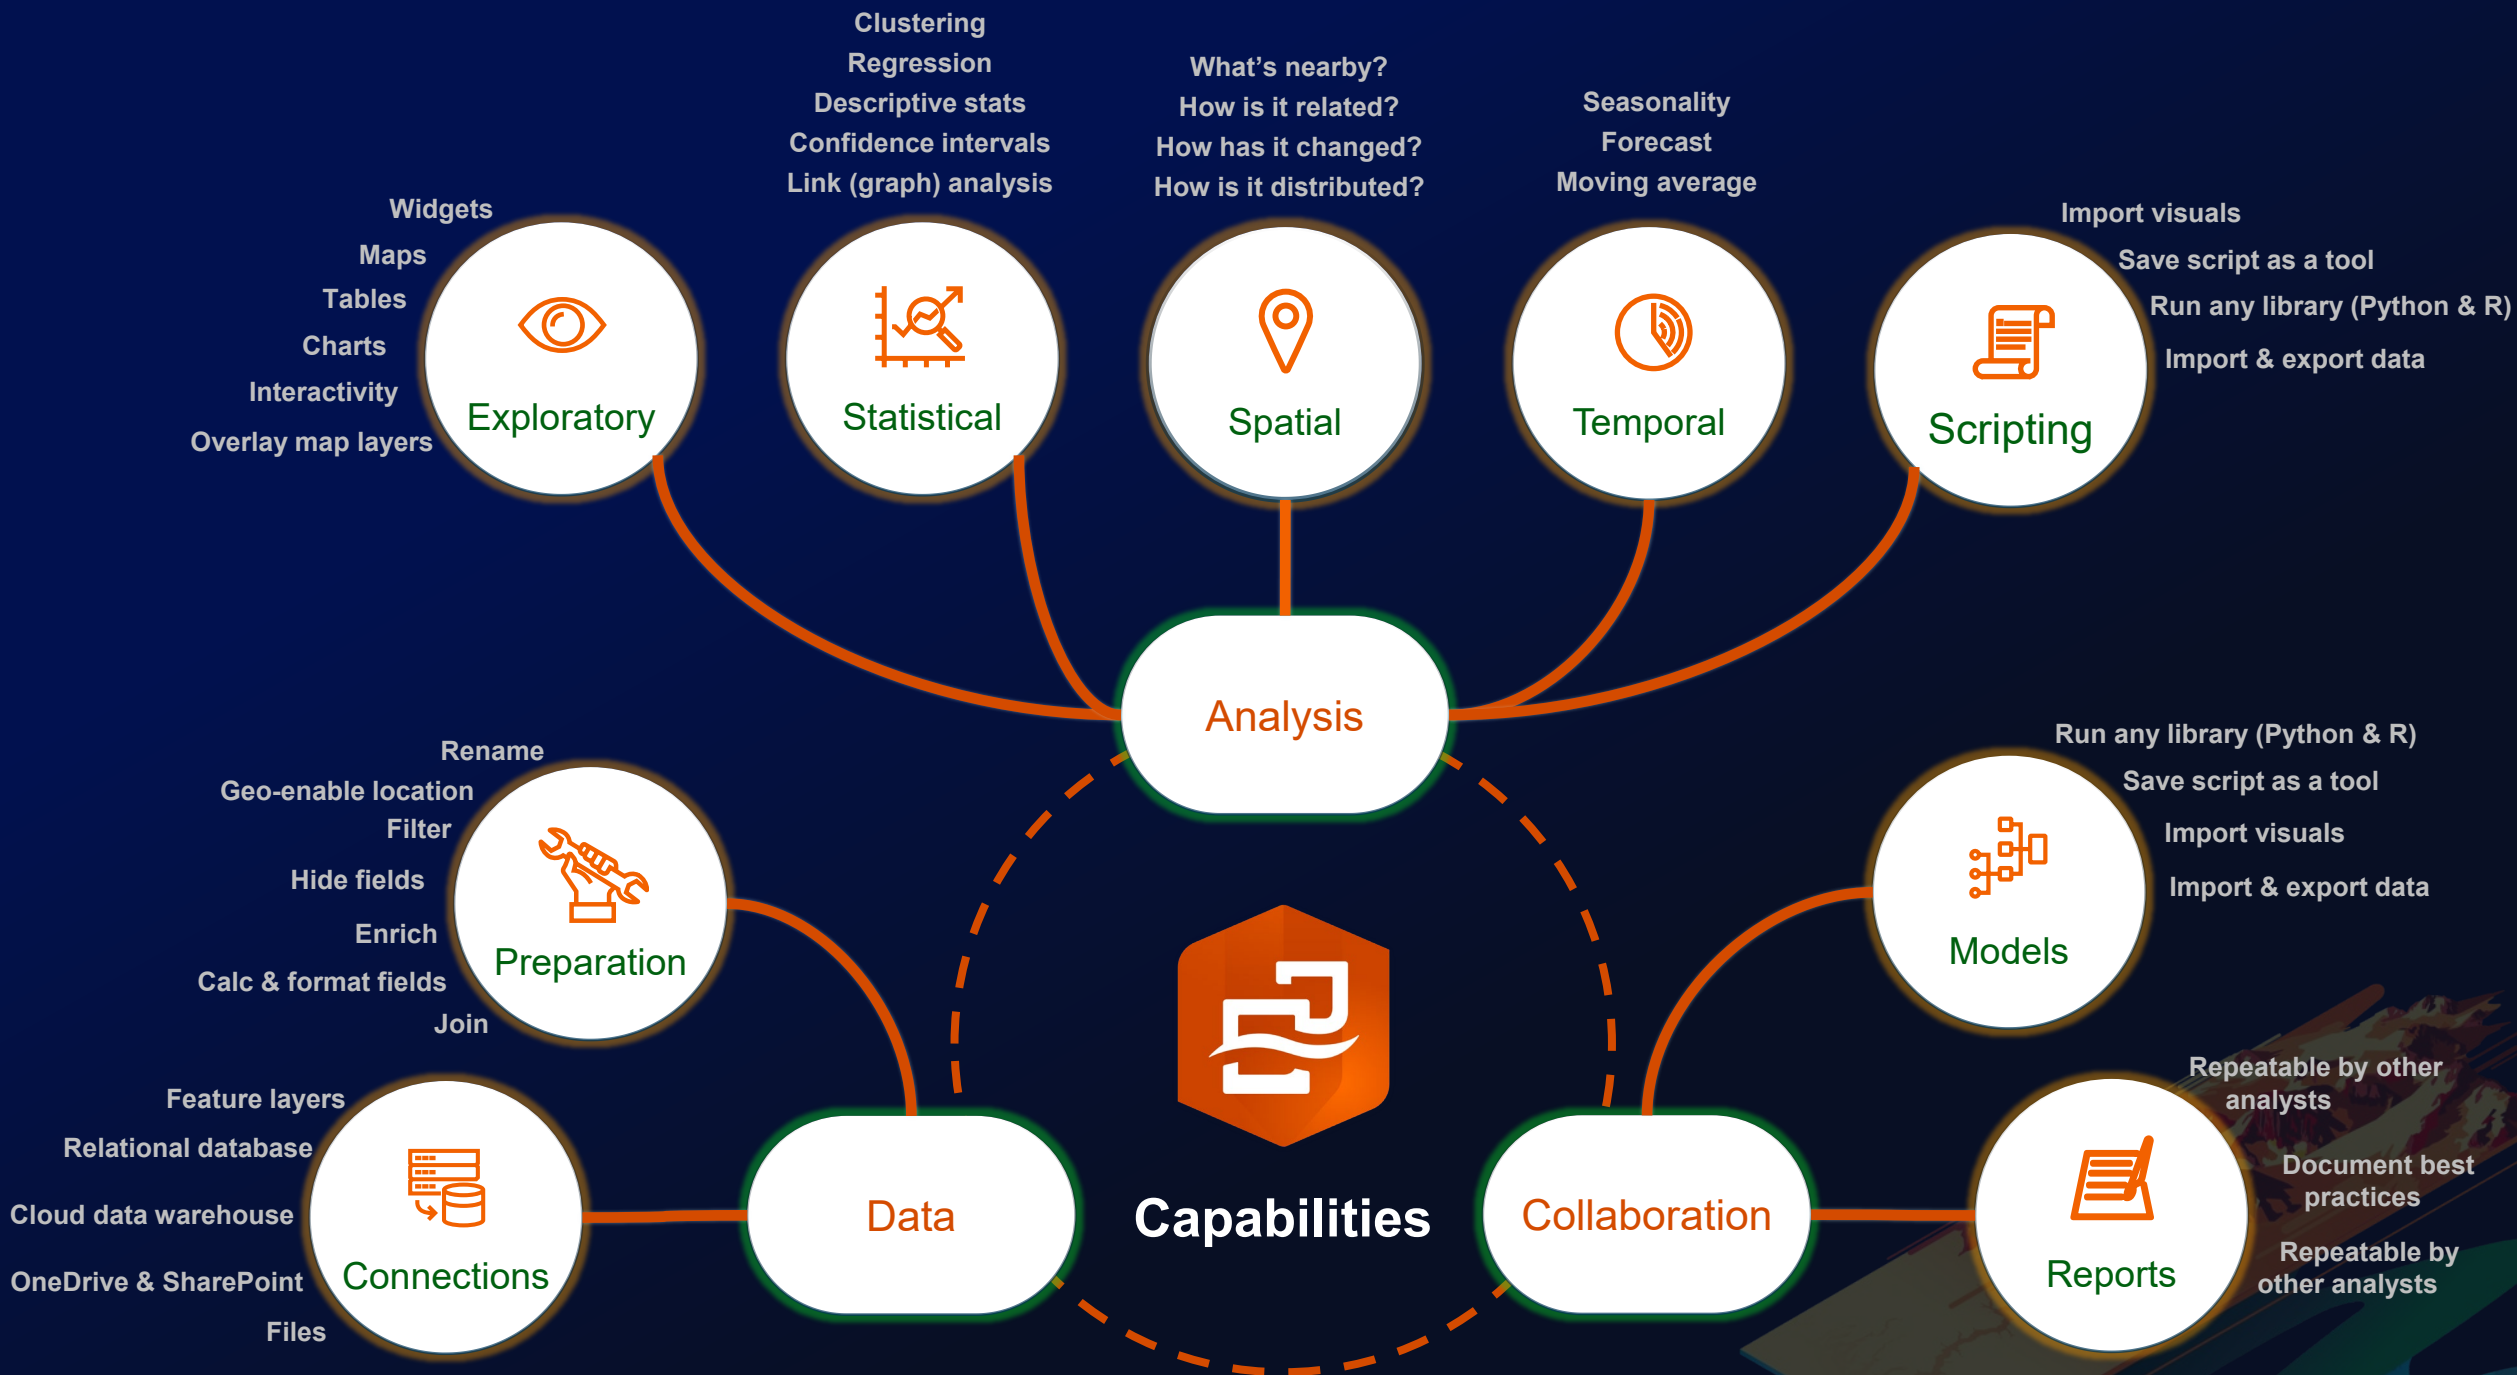 Clustering
Regression
Descriptive stats
Confidence intervals
Link (graph) analysis
What’s nearby?
How is it related?
How has it changed?
How is it distributed?
Seasonality
Forecast
Moving average
Widgets
Maps
Tables
Charts
Interactivity
Overlay map layers
Import visuals
Save script as a tool
Run any library (Python & R)
Import & export data
Exploratory
Statistical
Spatial
Temporal
Scripting
Analysis
Rename
Geo-enable location
Filter
Hide fields
Enrich
Calc & format fields
Join
Preparation
Run any library (Python & R)
Save script as a tool
Import visuals
Import & export data
Models
Feature layers
Relational database
Cloud data warehouse
OneDrive & SharePoint
Files
Connections
Data
Capabilities
Collaboration
Repeatable by other
analysts
Document best
practices
Repeatable by
other analysts
Reports